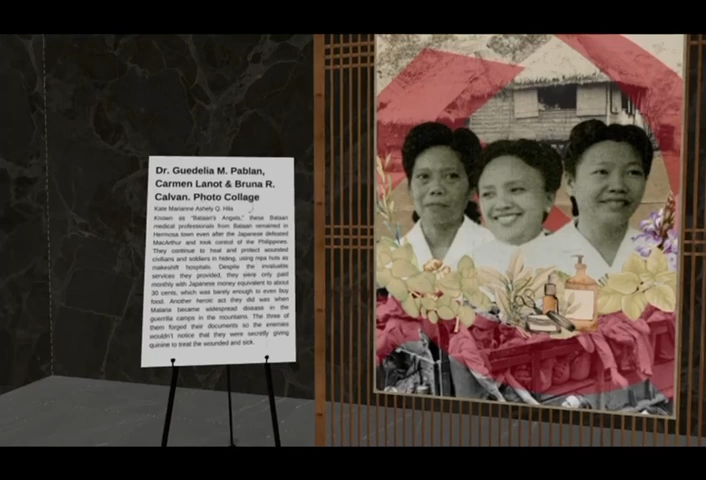 Dr. Guedelia M. Pablan,
Carmen Lanot & Bruna R.
Calvan. Photo Collage
Kate Marianne Ashely Q. Hila
Known as "Bataan's Angels," these Bataan
medical professionals from Bataan remained in
Hermosa town even after the Japanese defeated
MacArthur and took control of the Philippines.
They continue to heal and protect wounded
civilians and soldiers in hiding, using nipa huts as
makeshift hospitals. Despite the invaluable
services they provided, they were only paid
monthly with Japanese money equivalent to about
30 cents, which was barely enough to even buy
food. Another heroic act they did was when
Malaria became widespread disease in the
guerrilla camps in the mountains. The three of
them forged their documents so the enemies
wouldn't notice that they were secretly giving
quinine to treat the wounded and sick.